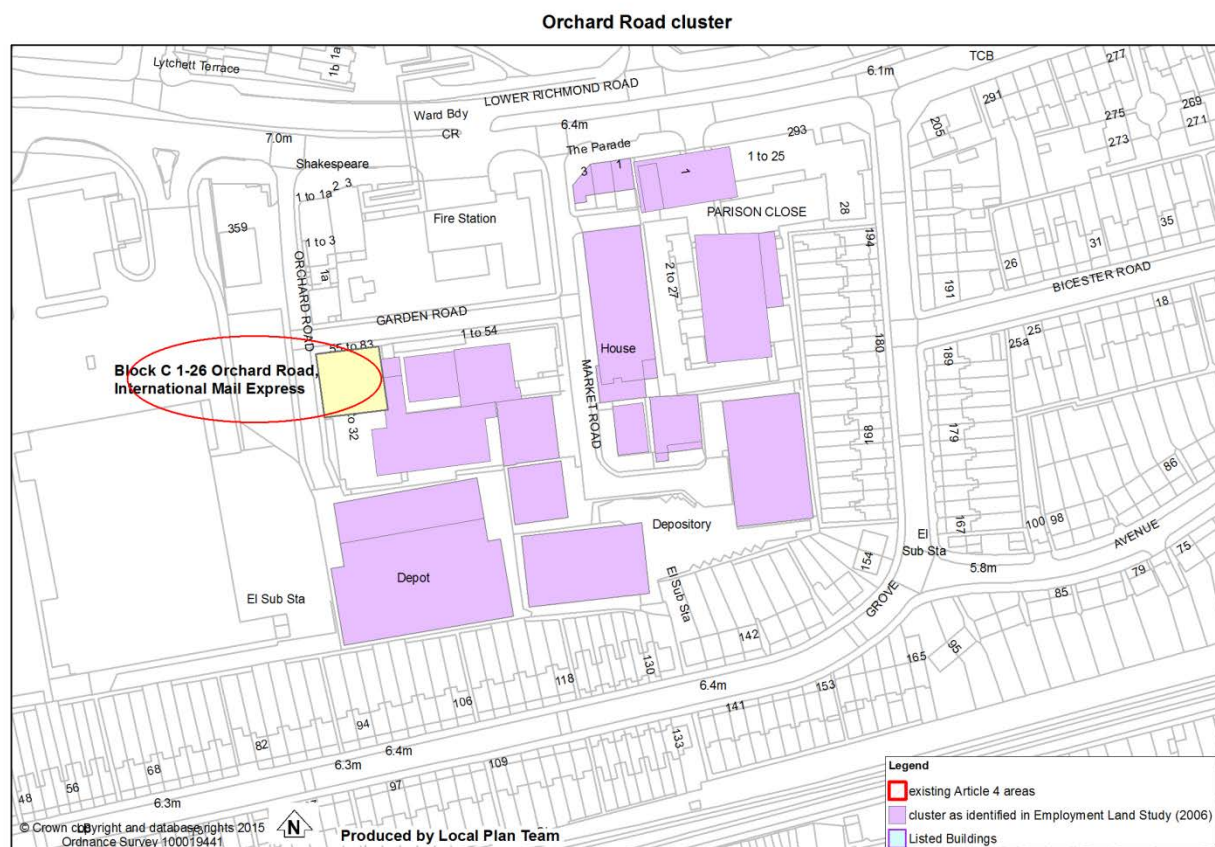 Orchard Road cluster
Lytchett Terrace
1b 1a
LOWER RICHMOND ROAD
6.1m
TCB
277
291
275
269
271
273
205
Ward Bdy
CR
6.4m
7.0m
The Parade
293
1 to 25
Shakespeare
3
1
1
1 to 1a
2
3
Fire Station
PARISON CLOSE
28
194
359
ORCHARD ROAD
1 to 3
1a
2 to 27
26
31
35
191
BICESTER ROAD
18
GARDEN ROAD
1 to 54
55 to 83
House
180
25
25a
189
Block C 1-26 Orchard Road,
International Mail Express
to 32
MARKET ROAD
168
179
86
Depository
167
100
98
AVENUE
El
Sub Sta
154
5.8m
75
79
85
Depot
El Sub Sta
El Sub Sta
GROVE
142
130
165
95
118
6.4m
153
106
141
94
133
82
6.4m
109
68
6.3m
97
56
48
6.3m
Legend
existing Article 4 areas
cluster as identified in Employment Land Study (2006)
Listed Buildings
N
Produced by Local Plan Team
© Crown copyright and database rights 2015
Ordnance Survey 100019441